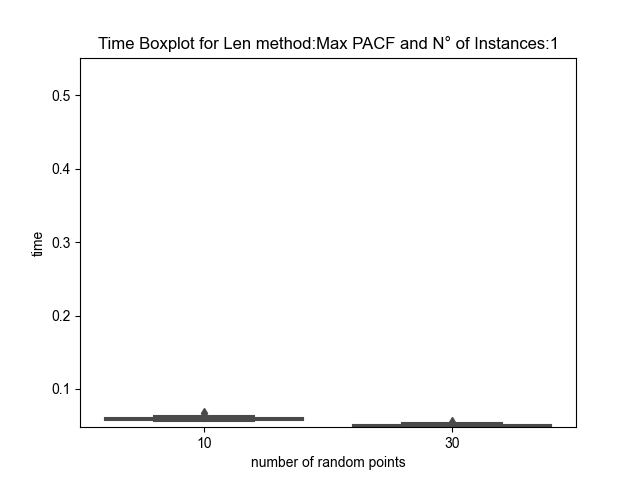 Time Boxplot for Len method:Max PACF and N° of Instances:1
0.5
0.4
0.3
0.2
0.1
time
10 30
number of random points